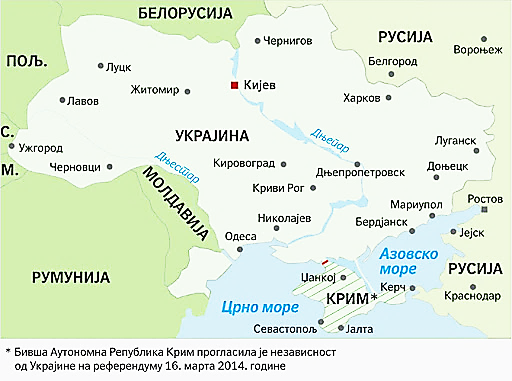 БЕЛОРУСИЈА
РУСИЈА
ПОЉ.
Чернигов
Вороњеж
Белгород
Луцк
Житомир
Кијев
Харков
Лавов
С.
УКРАЈИНА
Дњепар
Луганск
Ужгород
М.
Черновци
Дњестар
Кировоград
Дњепропетровск
Доњецк
МОЛДАВИЈА
Криви Рог
Мариупол
Ростов
Николајев
Бердјанск
Јејск
Одеса
Азовско
море
РУМУНИЈА
Џанкој
РУСИЈА
КРИМ*
Керч
Краснодар
Црно море
Севастопољ
Јалта
* Бивша Аутономна Република Крим прогласила је независност
од Украјине на референдуму 16. марта 2014. године